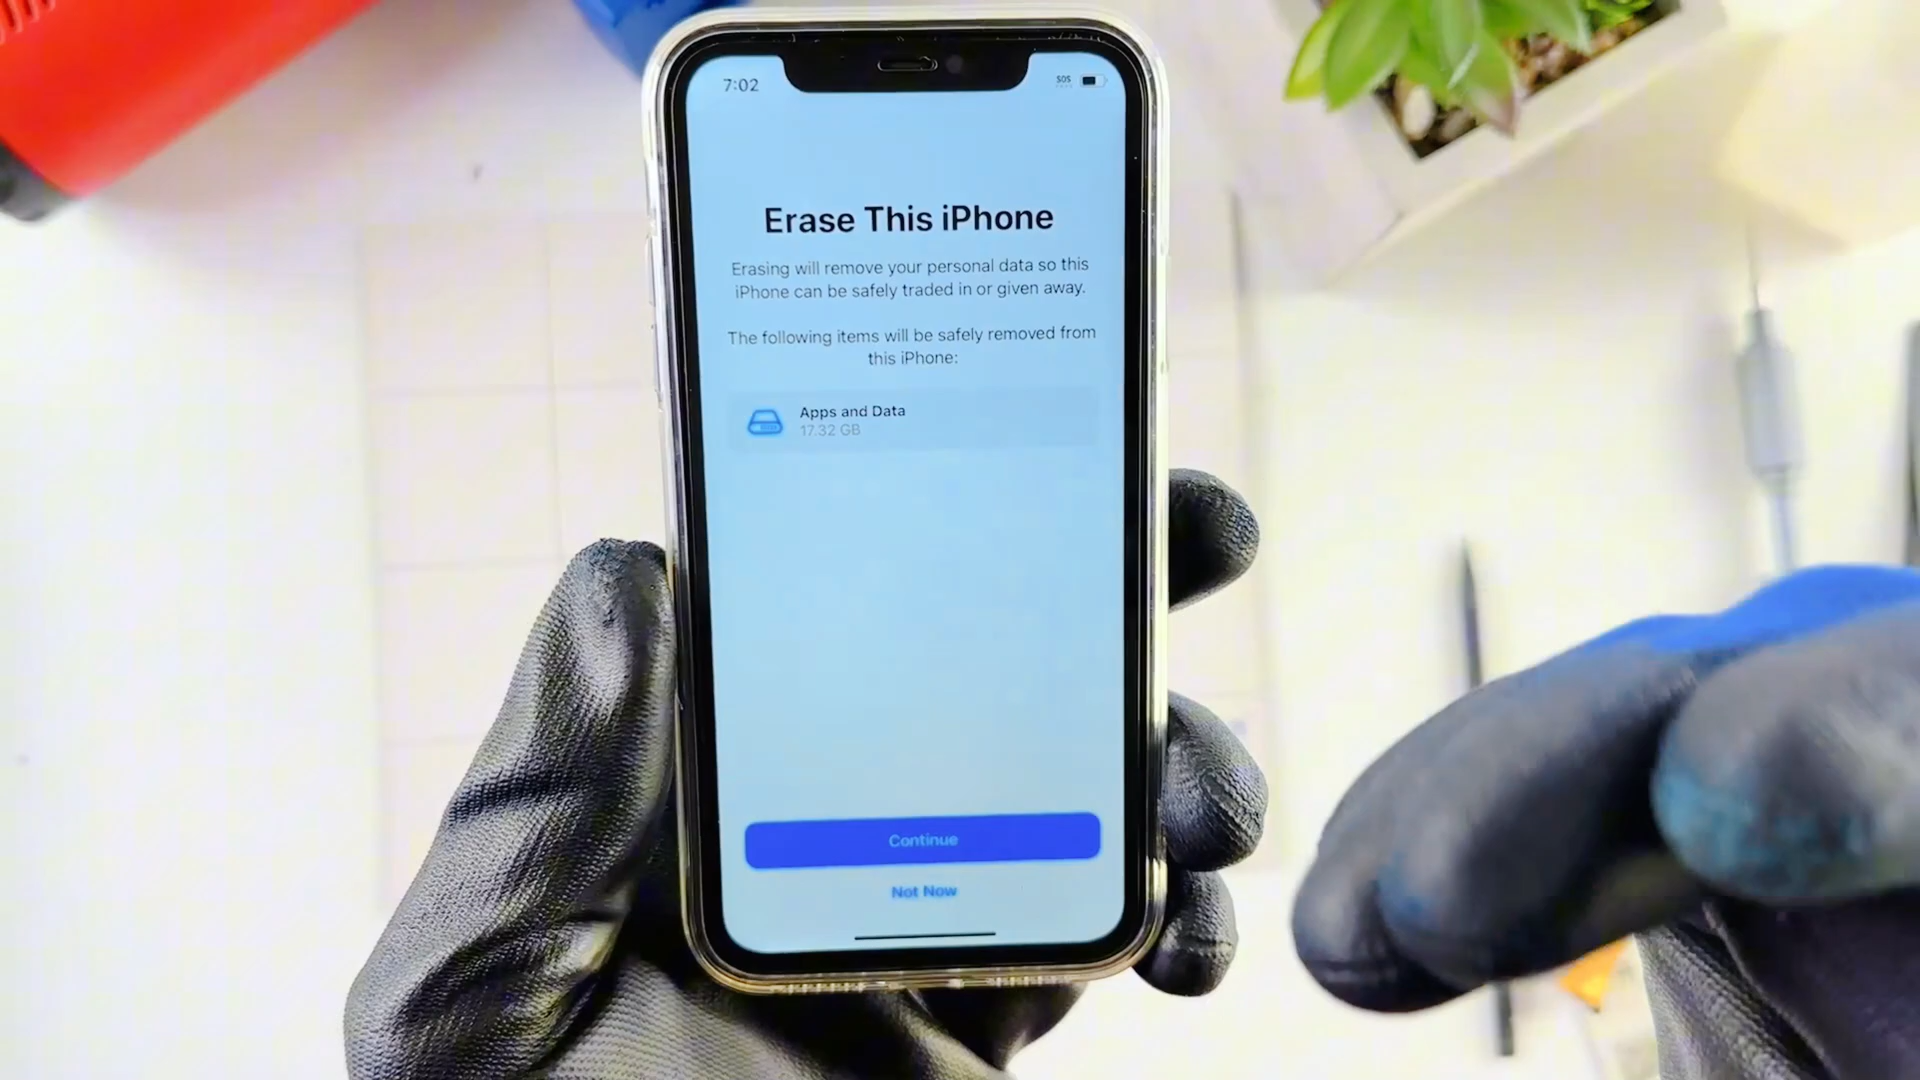 7:02
SOS
Erase This iPhone
Erasing will remove your personal data so this
iPhone can be safely traded in or given away.
The following items will be safely removed from
this iPhone:
Apps and Data
17.32 GB
Continue
Not Now